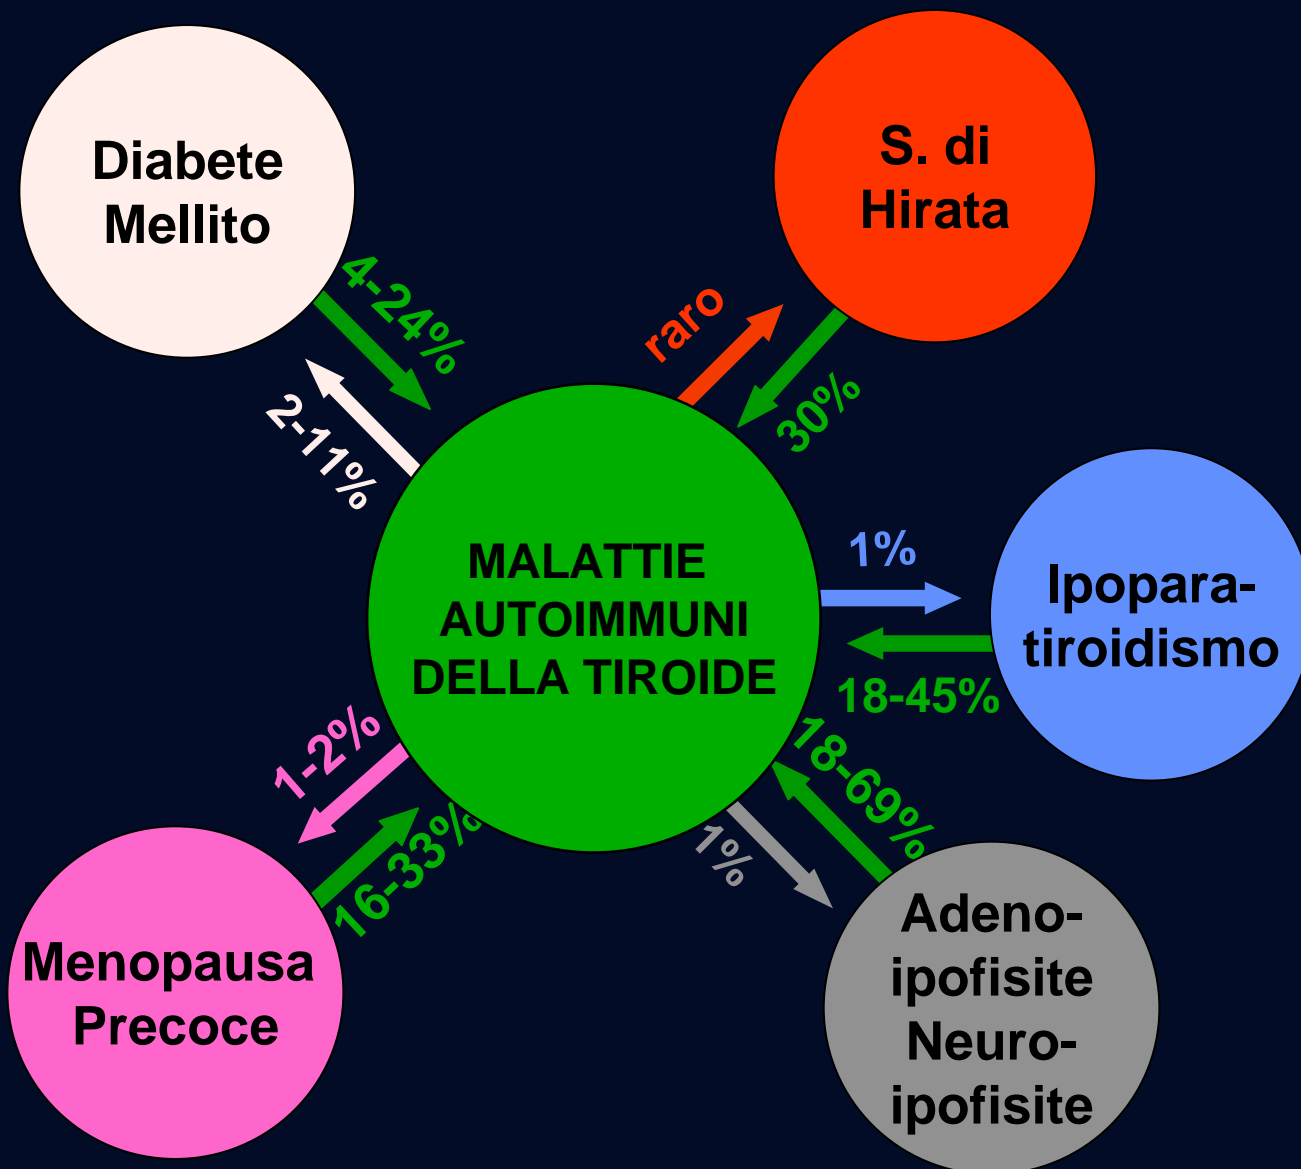 Diabete
Mellito
S. di
Hirata
4-24%
2-11%
raro
30%
MALATTIE
AUTOIMMUNI
DELLA TIROIDE
1%
18-45%
Ipopara-
tiroidismo
1-2%
16-33%
Menopausa
Precoce
18-69%
1%
Adeno-
ipofisite
Neuro-
ipofisite